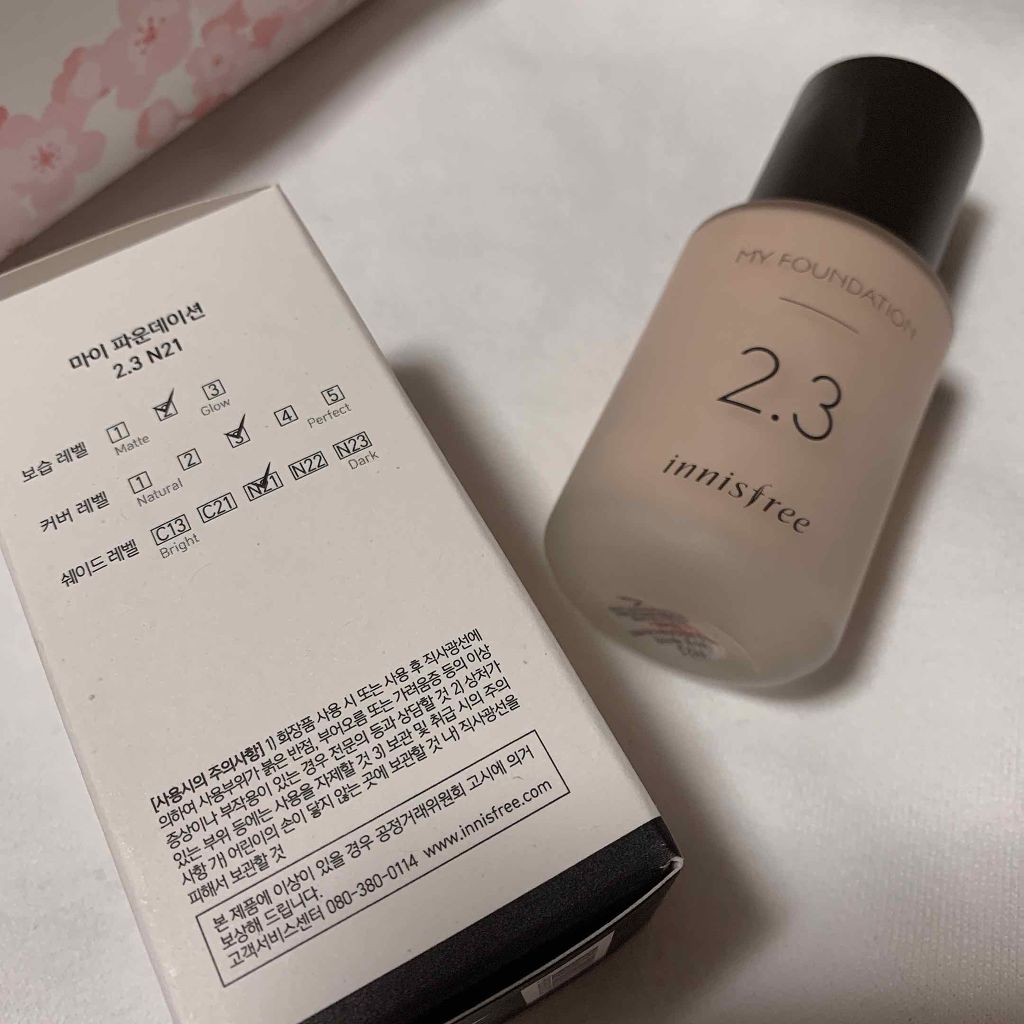 마이 파운데이션
2.3 N21
보습 레벨 1 2 3
Matte Glow
커버 레벨 1 2 3 4 5
Natural Perfect
쉐이드 레벨 C13 C21 N21 N22 N23
Bright Dark
[사용시의 주의사항] 1) 화장품 사용 시 또는 사용 후 직사광선에
의하여 사용부위가 붉은 반점, 부어오름 또는 가려움증 등의 이상
증상이나 부작용이 있는 경우 전문의 등과 상담할 것 2) 상처가
있는 부위 등에는 사용을 자제할 것 3) 보관 및 취급 시의 주의
사항 가) 어린이의 손이 닿지 않는 곳에 보관할 것 나) 직사광선을
피해서 보관할 것
본 제품에 이상이 있을 경우 공정거래위원회 고시에 의거
보상해 드립니다.
고객서비스센터 080-380-0114 www.innisfree.com
MY FOUNDATION
2.3
innisfree